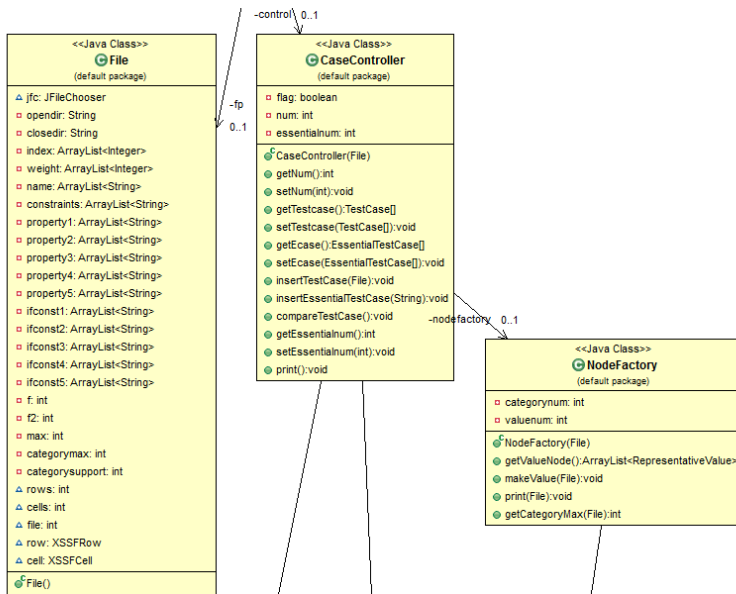 -control 0..1
<<Java Class>>
File
(default package)
jfc: JFileChooser
opendir: String
closedir: String
index: ArrayList<Integer>
weight: ArrayList<Integer>
name: ArrayList<String>
constraints: ArrayList<String>
property1: ArrayList<String>
property2: ArrayList<String>
property3: ArrayList<String>
property4: ArrayList<String>
property5: ArrayList<String>
ifconst1: ArrayList<String>
ifconst2: ArrayList<String>
ifconst3: ArrayList<String>
ifconst4: ArrayList<String>
ifconst5: ArrayList<String>
f: int
f2: int
max: int
categorymax: int
categorysupport: int
rows: int
cells: int
file: int
row: XSSFRow
cell: XSSFCell
File()
-fp
0..1
<<Java Class>>
CaseController
(default package)
flag: boolean
num: int
essentialnum: int
CaseController(File)
getNum():int
setNum(int):void
getTestcase():TestCase[]
setTestcase(TestCase[]):void
getEcase():EssentialTestCase[]
setEcase(EssentialTestCase[]):void
insertTestCase(File):void
insertEssentialTestCase(String):void
compareTestCase():void
getEssentialnum():int
setEssentialnum(int):void
print():void
-nodefactory 0..1
<<Java Class>>
NodeFactory
(default package)
categorynum: int
valuenum: int
NodeFactory(File)
getValueNode():ArrayList<RepresentativeValue>
makeValue(File):void
print(File):void
getCategoryMax(File):int